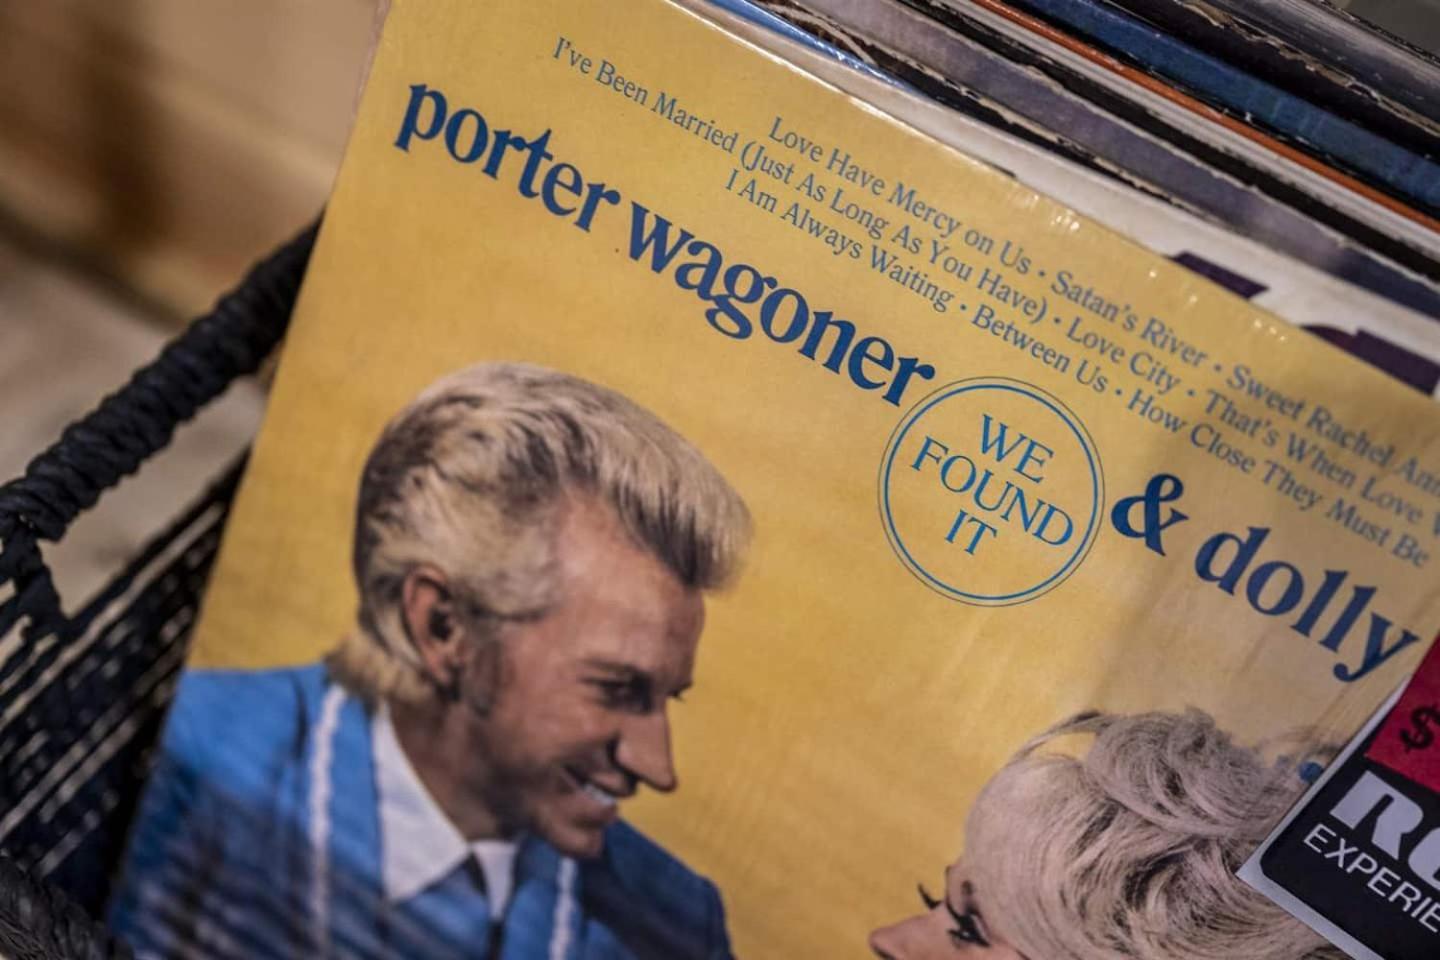 Love Have Mercy on Us • Satan's River • Sweet Rachel Ann
I've Been Married (Just As Long As You Have) • Love City • That's When Love
I Am Always Waiting • Between Us • How Close They Must Be
porter wagoner & dolly
WE
FOUND
IT
$
EXPERIE